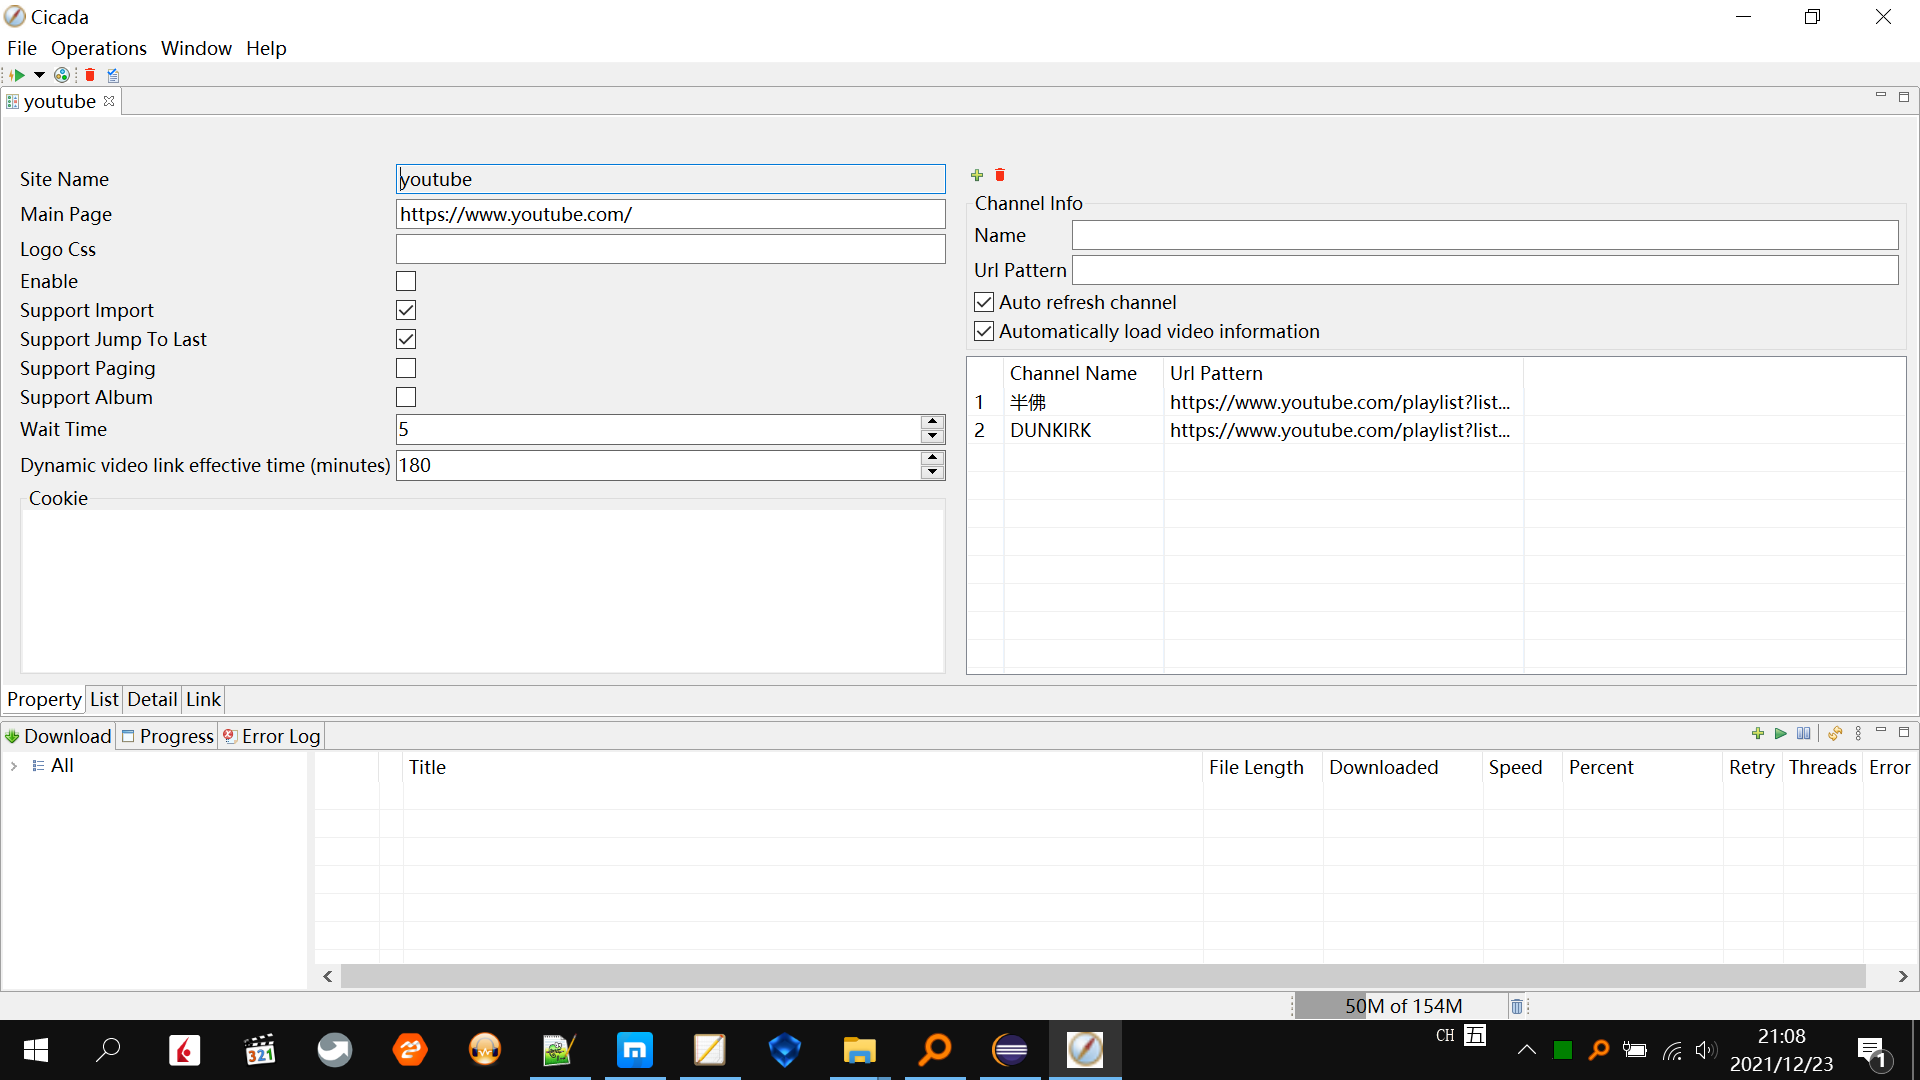 Cicada
File Operations Window Help
youtube
Site Name youtube
Main Page https://www.youtube.com/
Logo Css
Enable
Support Import
Support Jump To Last
Support Paging
Support Album
Wait Time 5
Dynamic video link effective time (minutes) 180
Cookie
Channel Info
Name
Url Pattern
Auto refresh channel
Automatically load video information
Channel Name Url Pattern
1 半佛 https://www.youtube.com/playlist?list...
2 DUNKIRK https://www.youtube.com/playlist?list...
Property List Detail Link
Download Progress Error Log
All
Title File Length Downloaded Speed Percent Retry Threads Error
50M of 154M
321
CH 五
21:08
2021/12/23
1